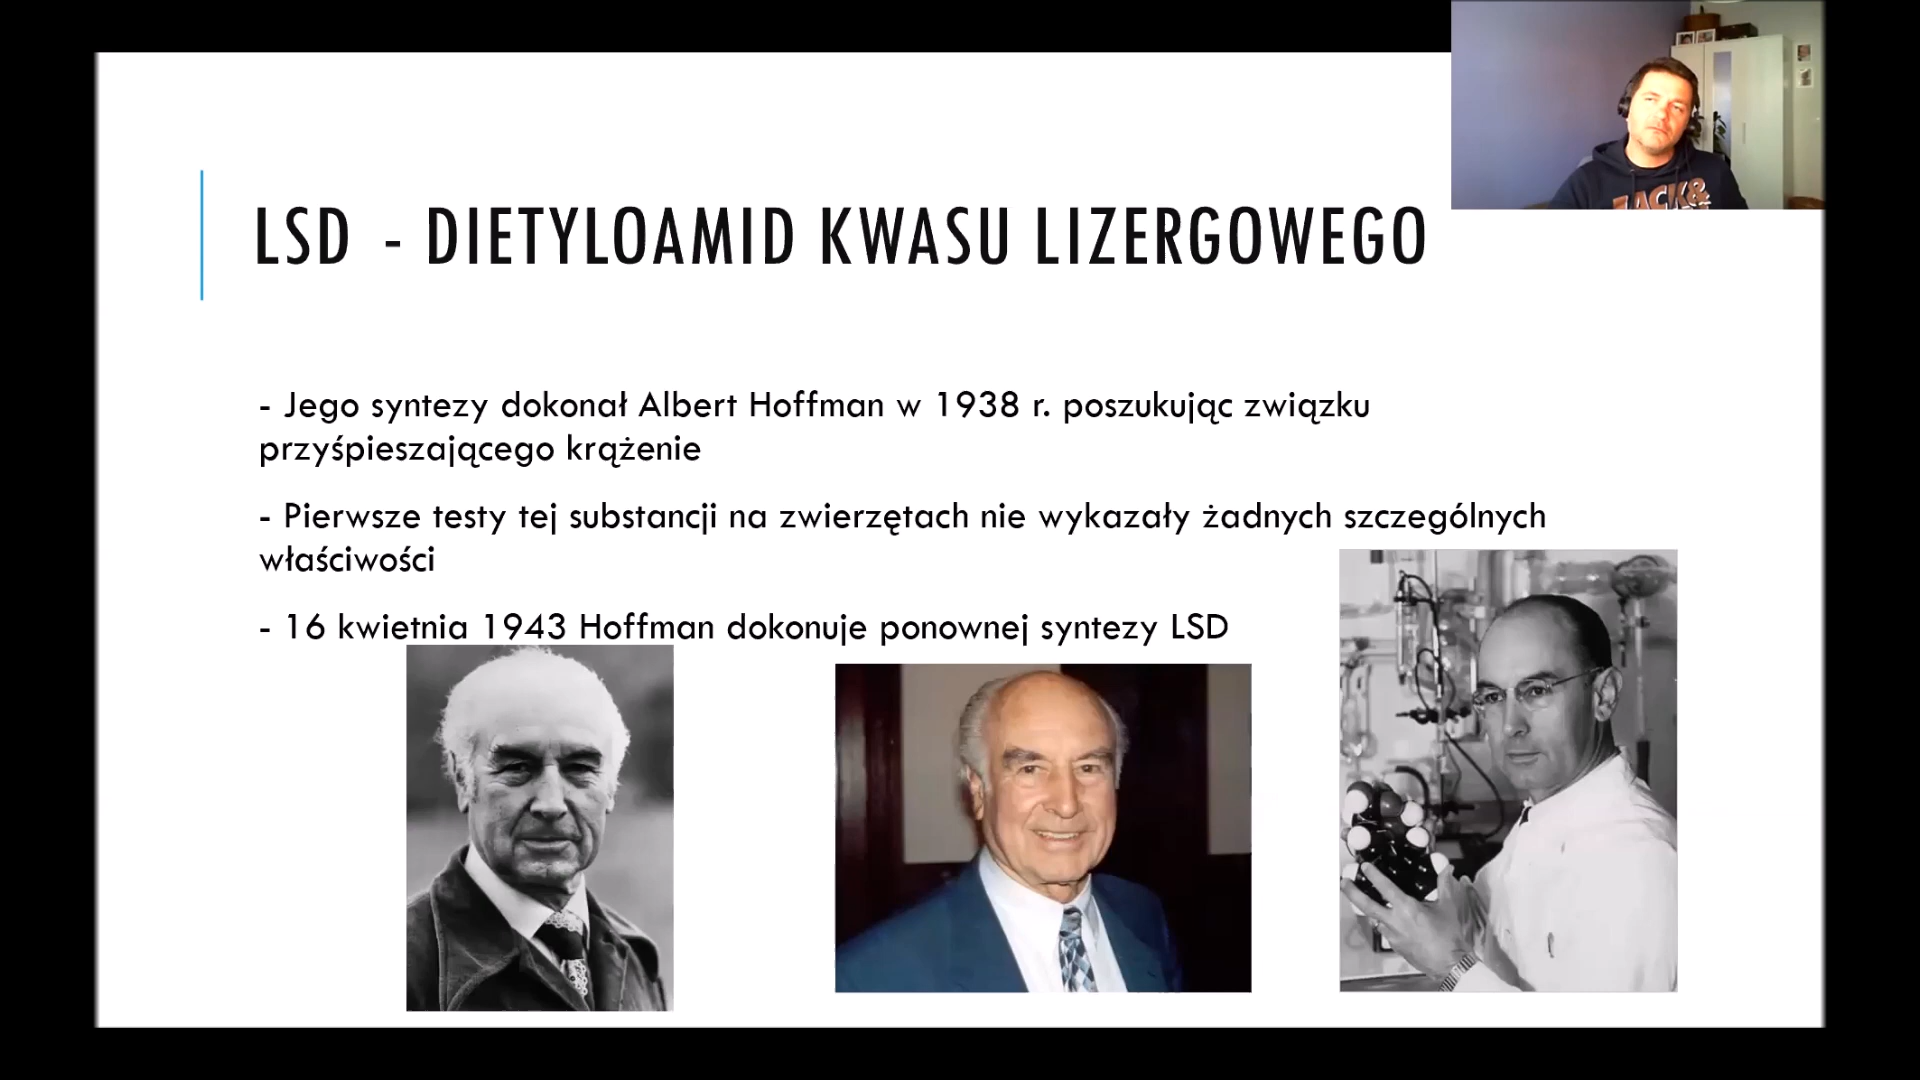 LSD - DIETYLOAMID KWASU LIZERGOWEGO
- Jego syntezy dokonał Albert Hoffman w 1938 r. poszukując związku
przyśpieszającego krążenie
- Pierwsze testy tej substancji na zwierzętach nie wykazały żadnych szczególnych
właściwości
- 16 kwietnia 1943 Hoffman dokonuje ponownej syntezy LSD
JACK&